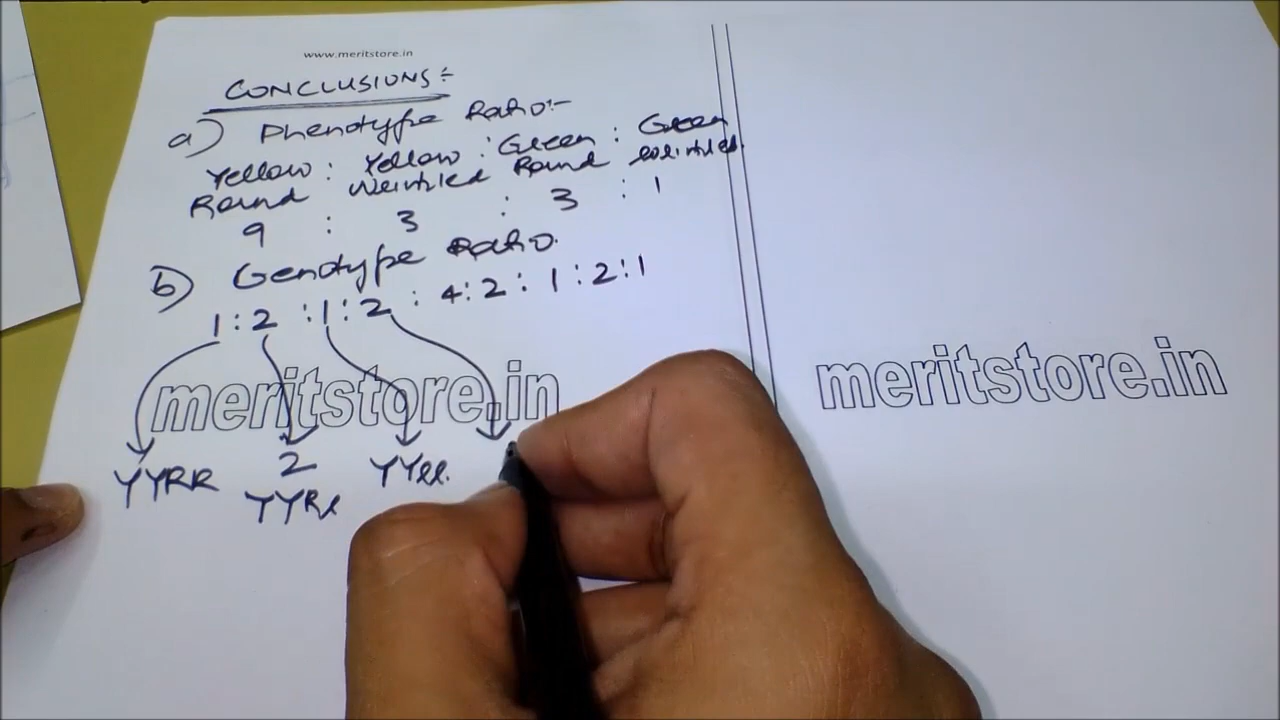 www.meritstore.in
CONCLUSIONS:-
a) Phenotype Ratio:-
Yellow : Yellow : Green : Green
Round Wrinkled Round wrinkled
9 : 3 : 3 : 1
b) Genotype Ratio
1 : 2 : 1 : 2 : 4 : 2 : 1 : 2 : 1
meritstore.in meritstore.in
YYRR 2 YYrr.
YYRr